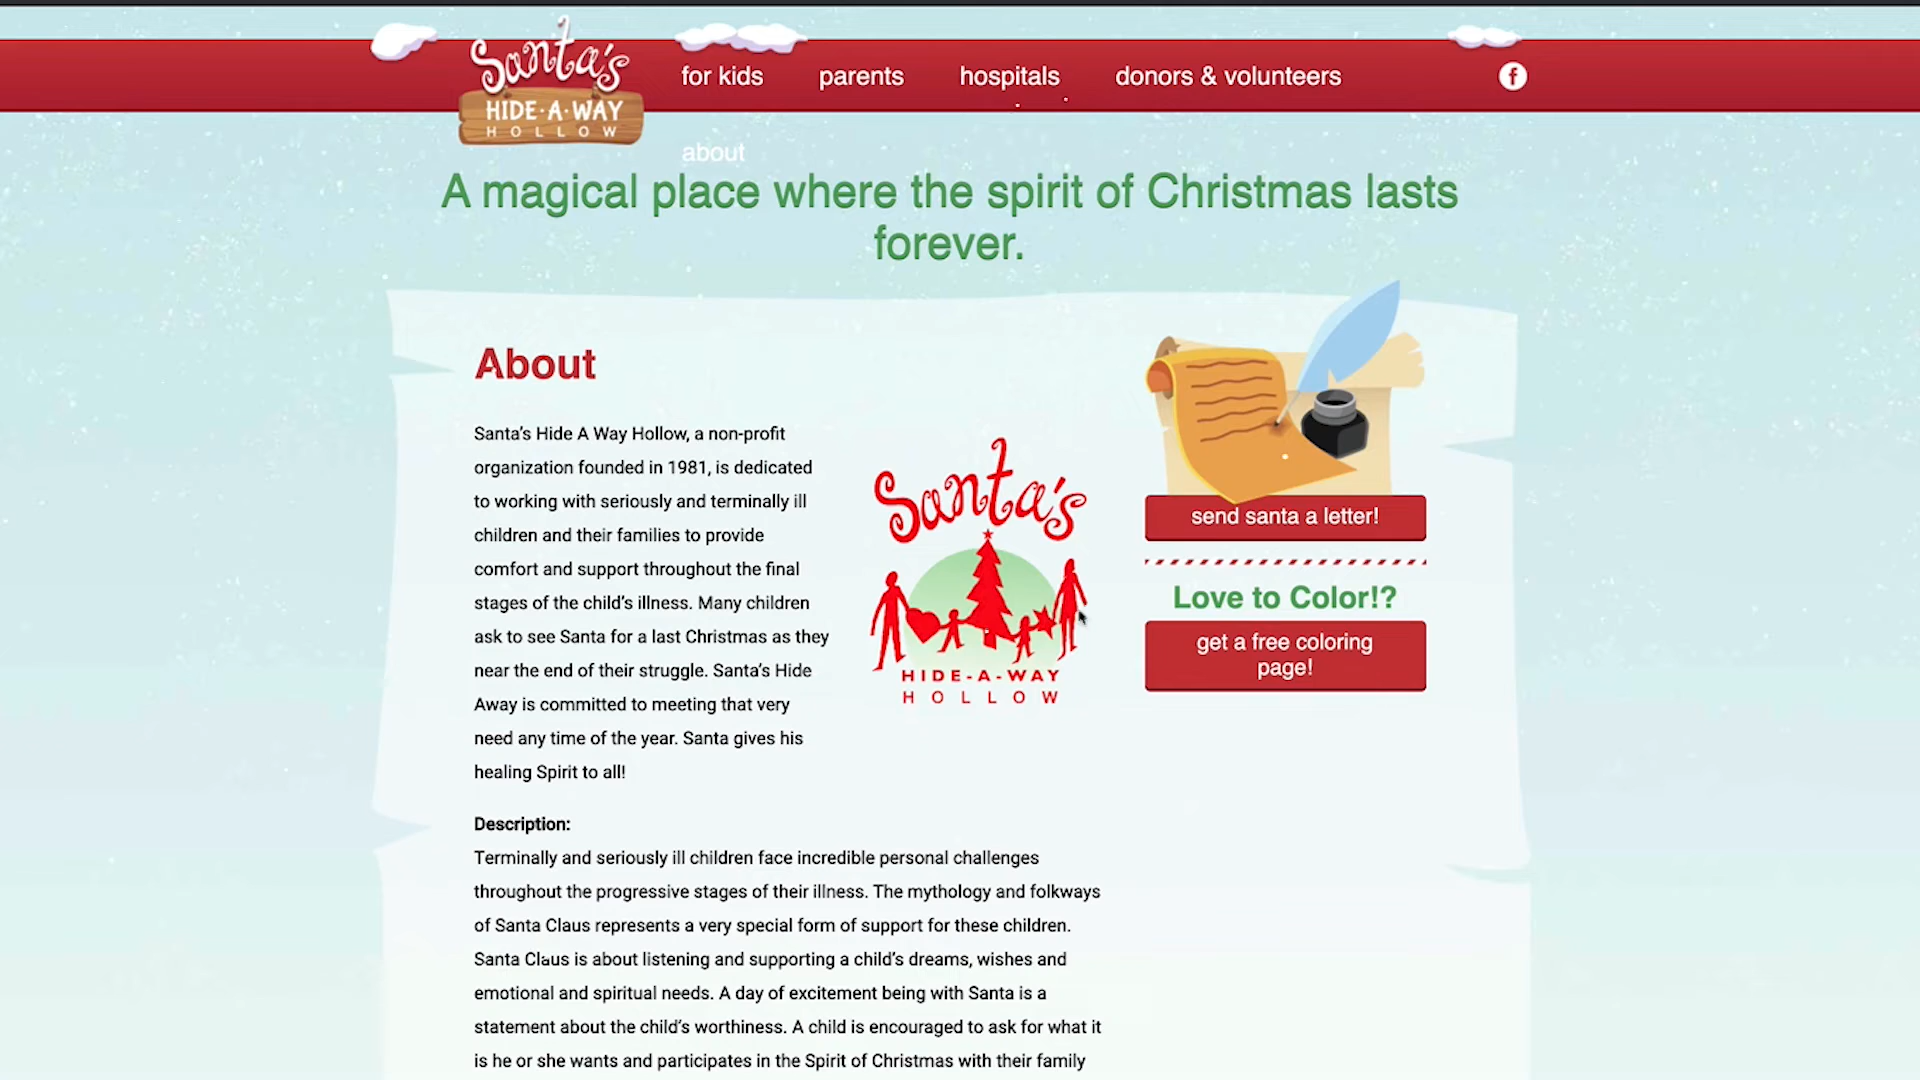 Santa's
HIDE·A·WAY
HOLLOW
for kids
parents
hospitals
donors & volunteers
f
about
A magical place where the spirit of Christmas lasts
forever.
About
Santa’s Hide A Way Hollow, a non-profit
organization founded in 1981, is dedicated
to working with seriously and terminally ill
children and their families to provide
comfort and support throughout the final
stages of the child’s illness. Many children
ask to see Santa for a last Christmas as they
near the end of their struggle. Santa’s Hide
Away is committed to meeting that very
need any time of the year. Santa gives his
healing Spirit to all!
Santa's
HIDE-A-WAY
HOLLOW
send santa a letter!
Love to Color!?
get a free coloring
page!
Description:
Terminally and seriously ill children face incredible personal challenges
throughout the progressive stages of their illness. The mythology and folkways
of Santa Claus represents a very special form of support for these children.
Santa Claus is about listening and supporting a child’s dreams, wishes and
emotional and spiritual needs. A day of excitement being with Santa is a
statement about the child’s worthiness. A child is encouraged to ask for what it
is he or she wants and participates in the Spirit of Christmas with their family